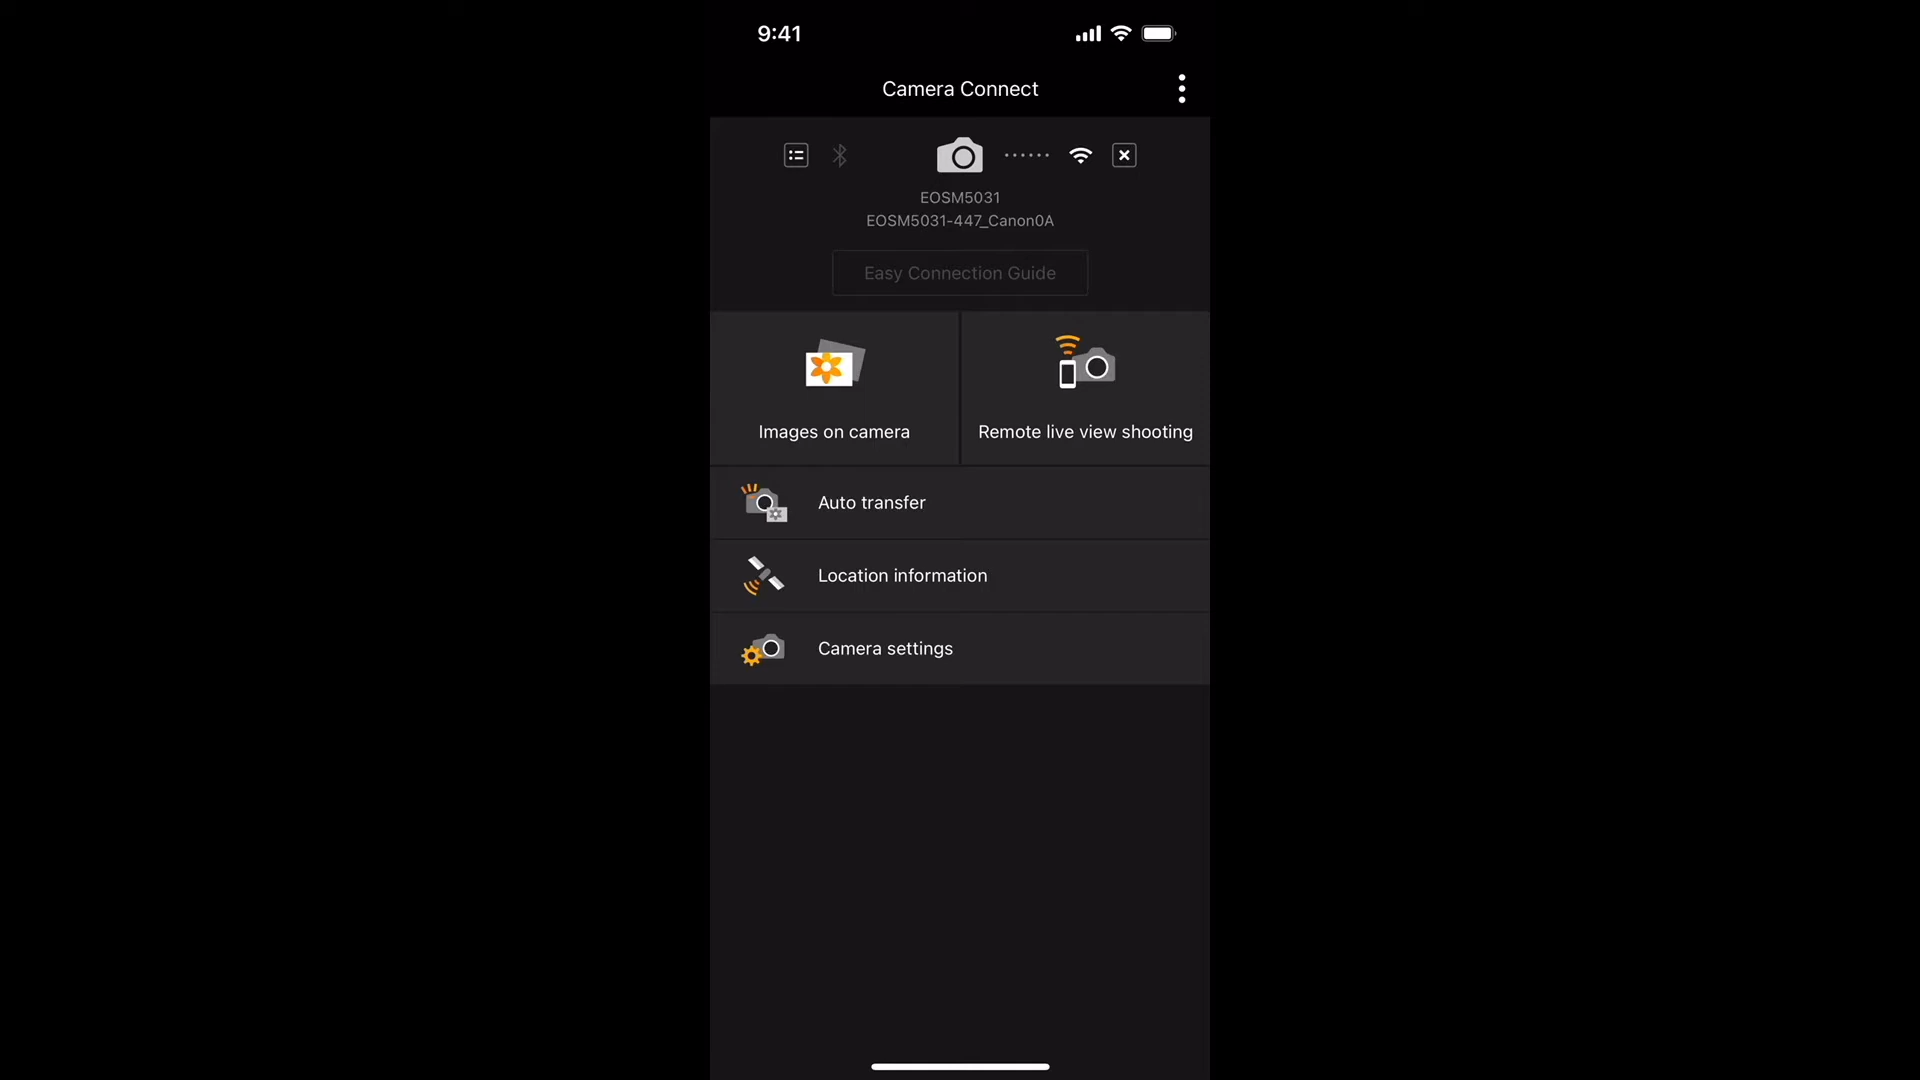 9:41
Camera Connect
EOSM5031
EOSM5031-447_Canon0A
Easy Connection Guide
Images on camera
Remote live view shooting
Auto transfer
Location information
Camera settings